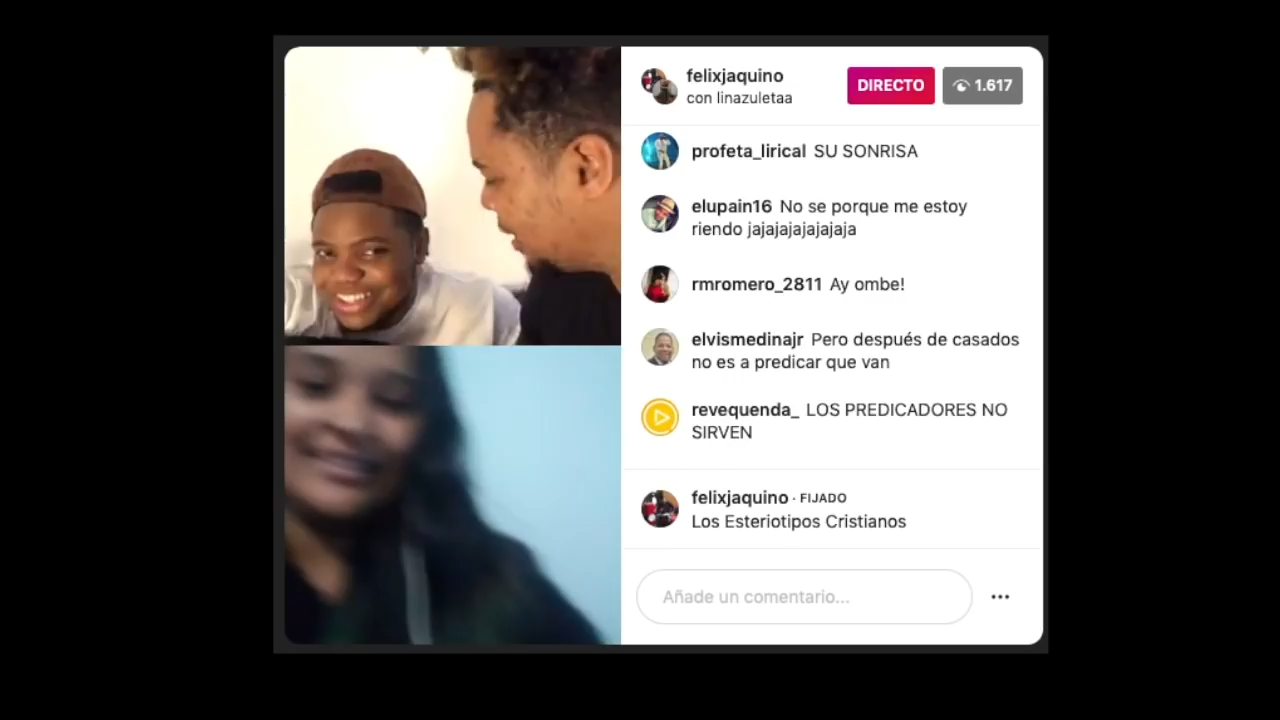 felixjaquino
con linazuletaa
DIRECTO
1.617
profeta_lirical SU SONRISA
elupain16 No se porque me estoy
riendo jajajajajajajaja
rmromero_2811 Ay ombe!
elvismedinajr Pero después de casados
no es a predicar que van
revequenda_ LOS PREDICADORES NO
SIRVEN
felixjaquino · FIJADO
Los Esteriotipos Cristianos
Añade un comentario...